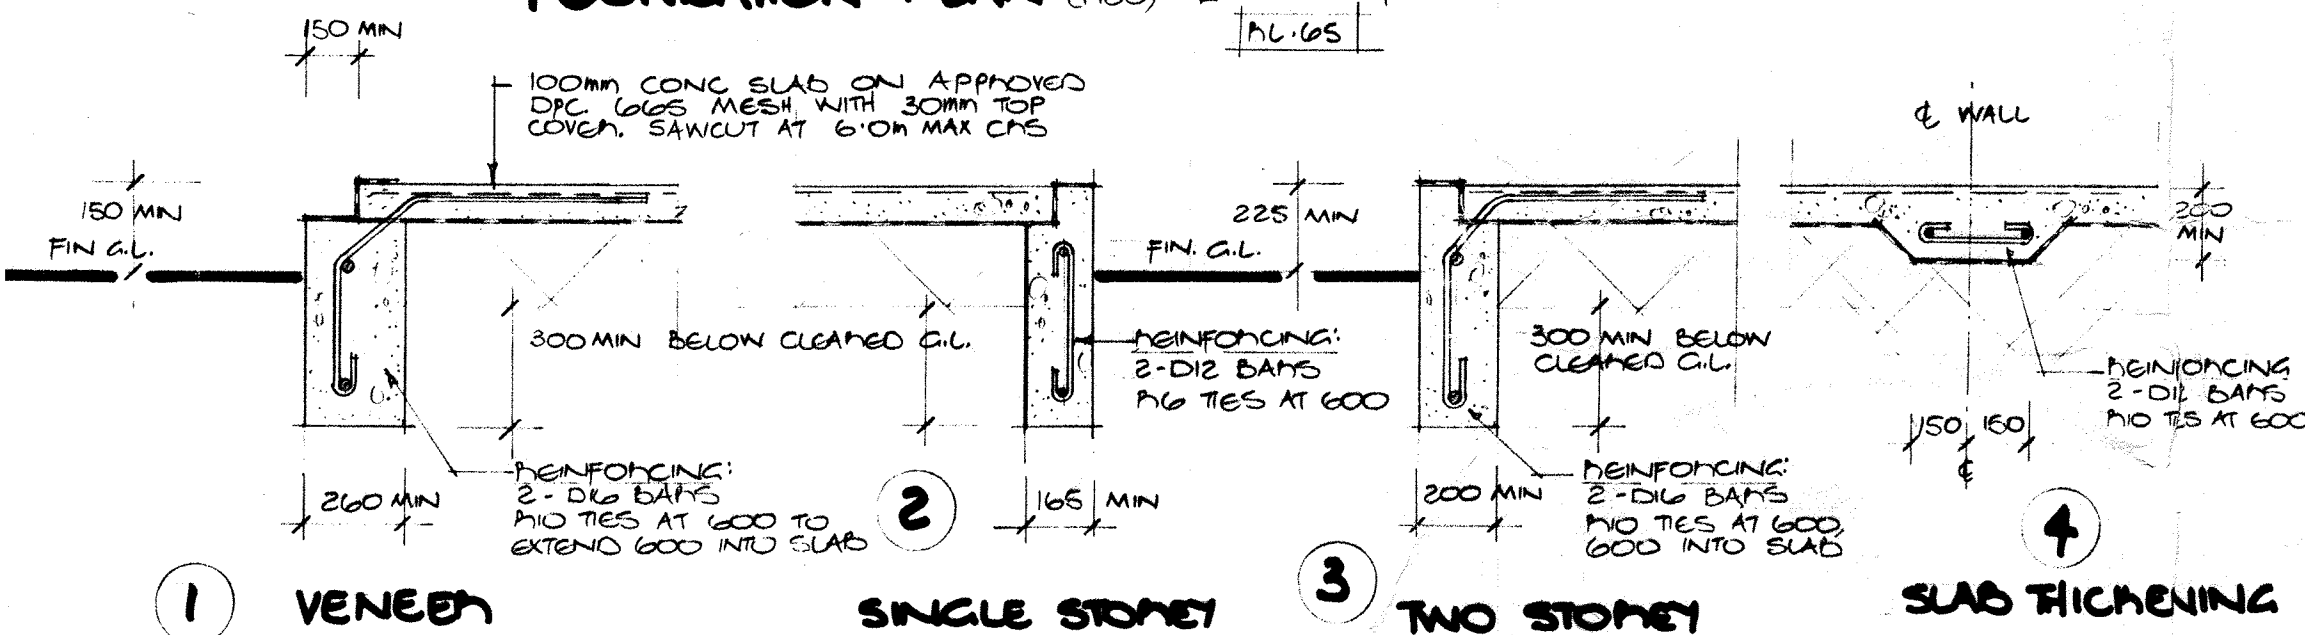 FOUNDATION PLAN (1:100)
RL.65
150 MIN
100mm CONC SLAB ON APPROVED
DPC 665 MESH WITH 30mm TOP
COVER. SAWCUT AT 6.0m MAX CRS
150 MIN
FIN G.L.
300 MIN BELOW CLEARED G.L.
REINFORCING:
2-D16 BARS
R10 TIES AT 600 TO
EXTEND 600 INTO SLAB
260 MIN
1 VENEER
225 MIN
FIN. G.L.
REINFORCING:
2-D12 BARS
R6 TIES AT 600
165 MIN
2
SINGLE STOREY
300 MIN BELOW
CLEARED G.L.
REINFORCING:
2-D16 BARS
R10 TIES AT 600,
600 INTO SLAB
200 MIN
3 TWO STOREY
℄ WALL
200
MIN
REINFORCING
2-D12 BARS
R10 TIES AT 600
150 150
℄
4
SLAB THICKENING